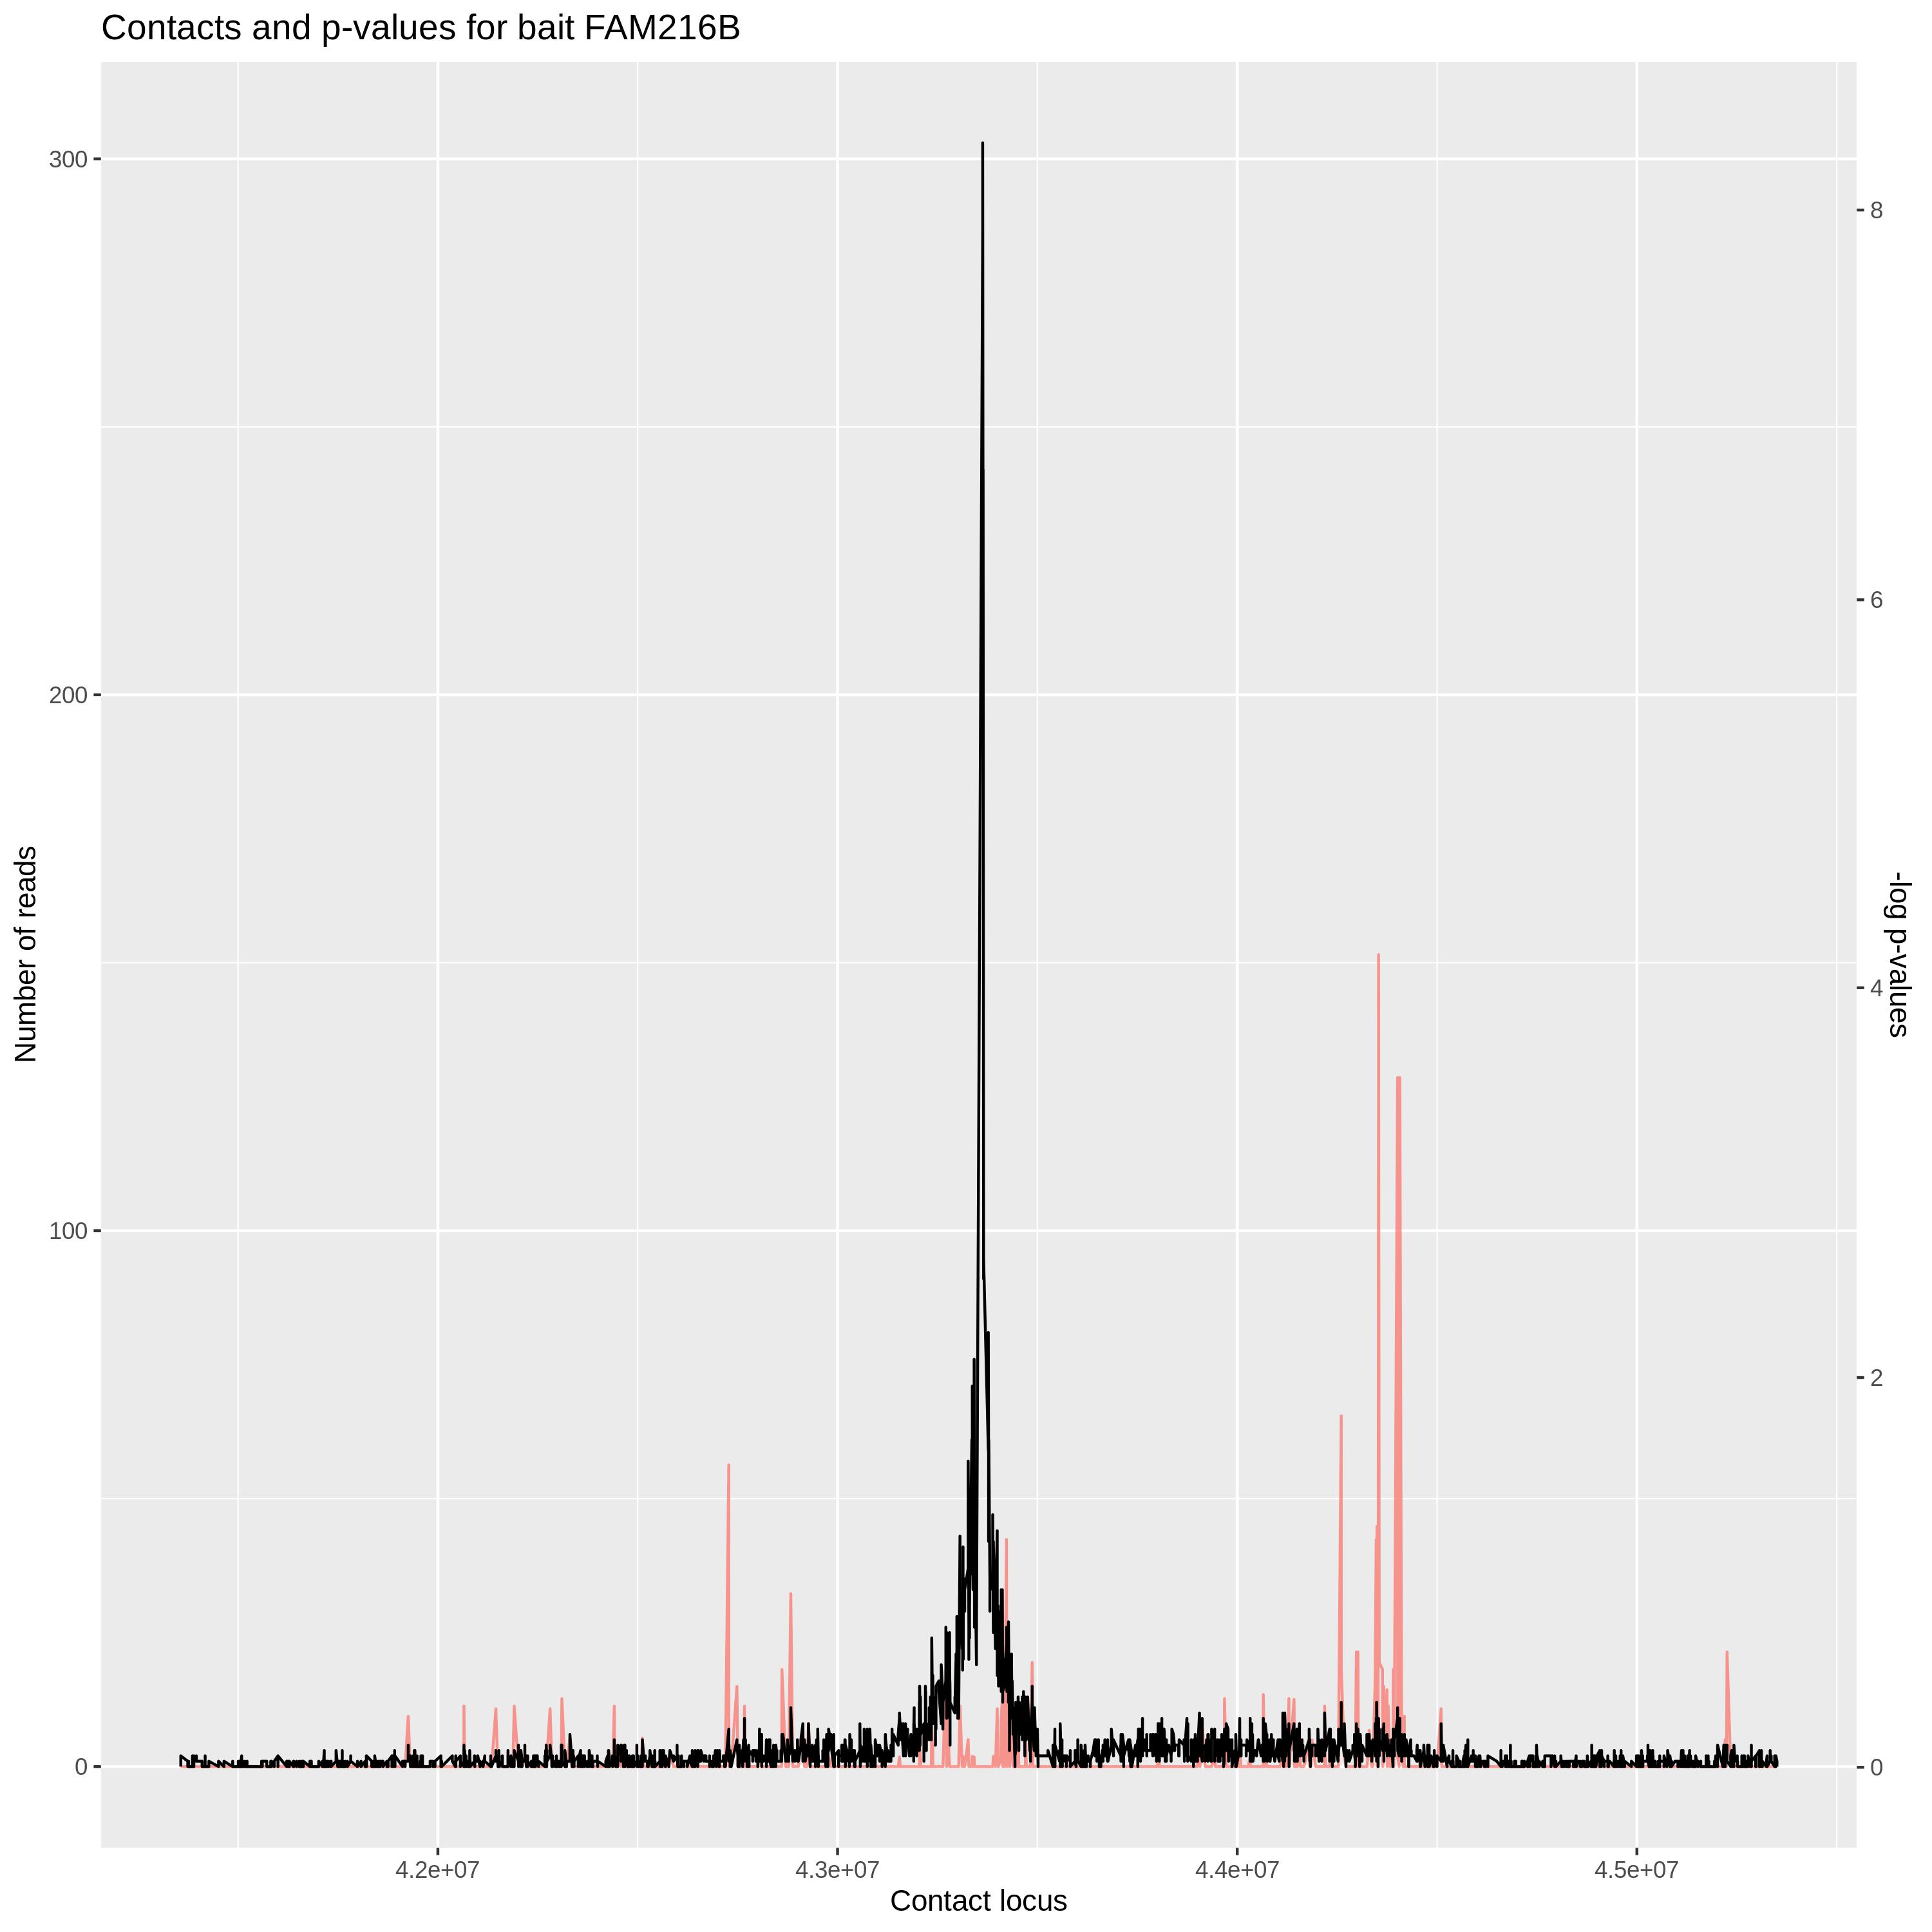 Contacts and p-values for bait FAM216B
300
200
100
0
8
6
4
2
0
Number of reads
-log p-values
4.2e+07 4.3e+07 4.4e+07 4.5e+07
Contact locus